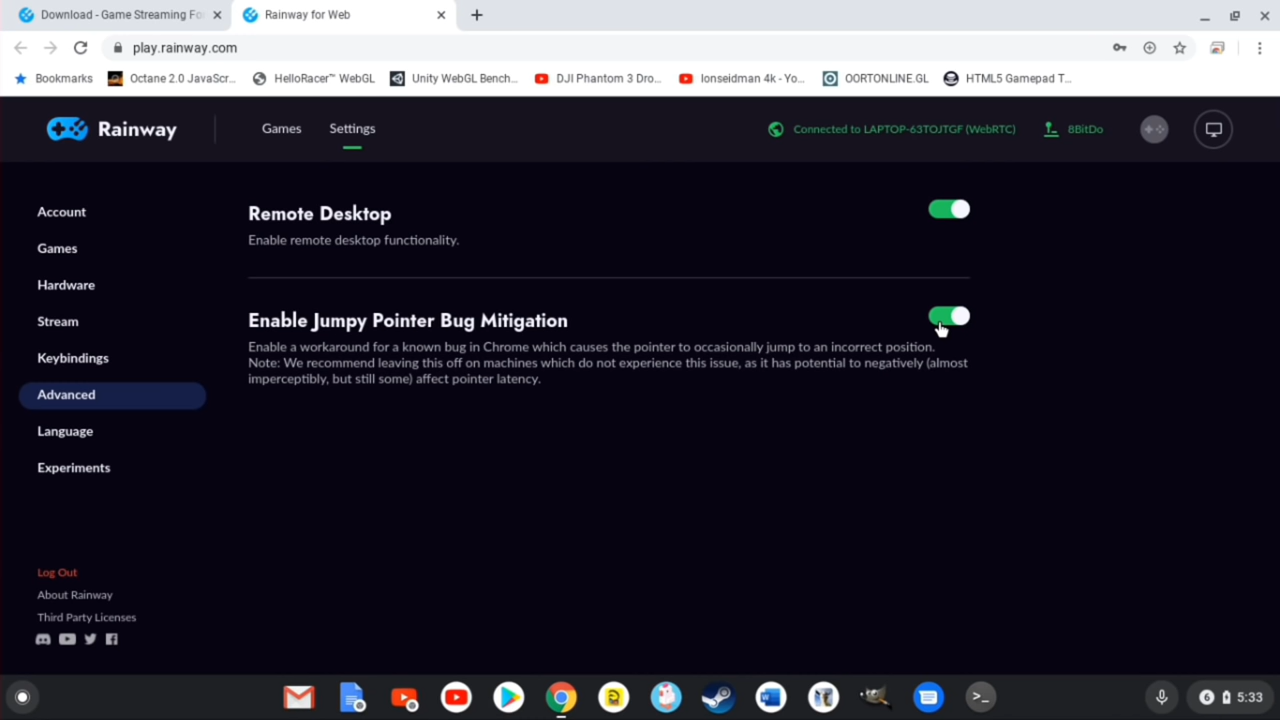 Download - Game Streaming Fo
Rainway for Web
play.rainway.com
Bookmarks
Octane 2.0 JavaScr...
HelloRacer™ WebGL
Unity WebGL Bench...
DJI Phantom 3 Dro...
Ionseidman 4k - Yo...
OORTONLINE.GL
HTML5 Gamepad T...
Rainway
Games
Settings
Connected to LAPTOP-63TOJTGF (WebRTC)
8BitDo
Account
Games
Hardware
Stream
Keybindings
Advanced
Language
Experiments
Remote Desktop
Enable remote desktop functionality.
Enable Jumpy Pointer Bug Mitigation
Enable a workaround for a known bug in Chrome which causes the pointer to occasionally jump to an incorrect position.
Note: We recommend leaving this off on machines which do not experience this issue, as it has potential to negatively (almost
imperceptibly, but still some) affect pointer latency.
Log Out
About Rainway
Third Party Licenses
6
5:33